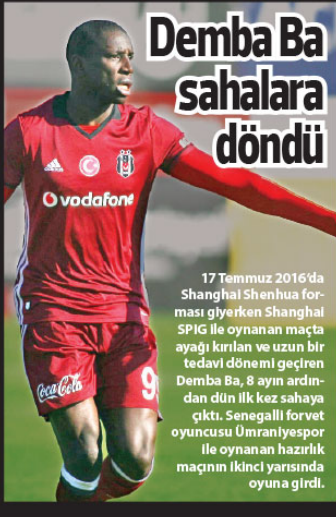 Demba Ba
sahalara
döndü
adidas
vodafone
Coca-Cola
9
17 Temmuz 2016'da
Shanghai Shenhua for-
ması giyerken Shanghai
SPIG ile oynanan maçta
ayağı kırılan ve uzun bir
tedavi dönemi geçiren
Demba Ba, 8 ayın ardın-
dan dün ilk kez sahaya
çıktı. Senegalli forvet
oyuncusu Ümraniyespor
ile oynanan hazırlık
maçının ikinci yarısında
oyuna girdi.